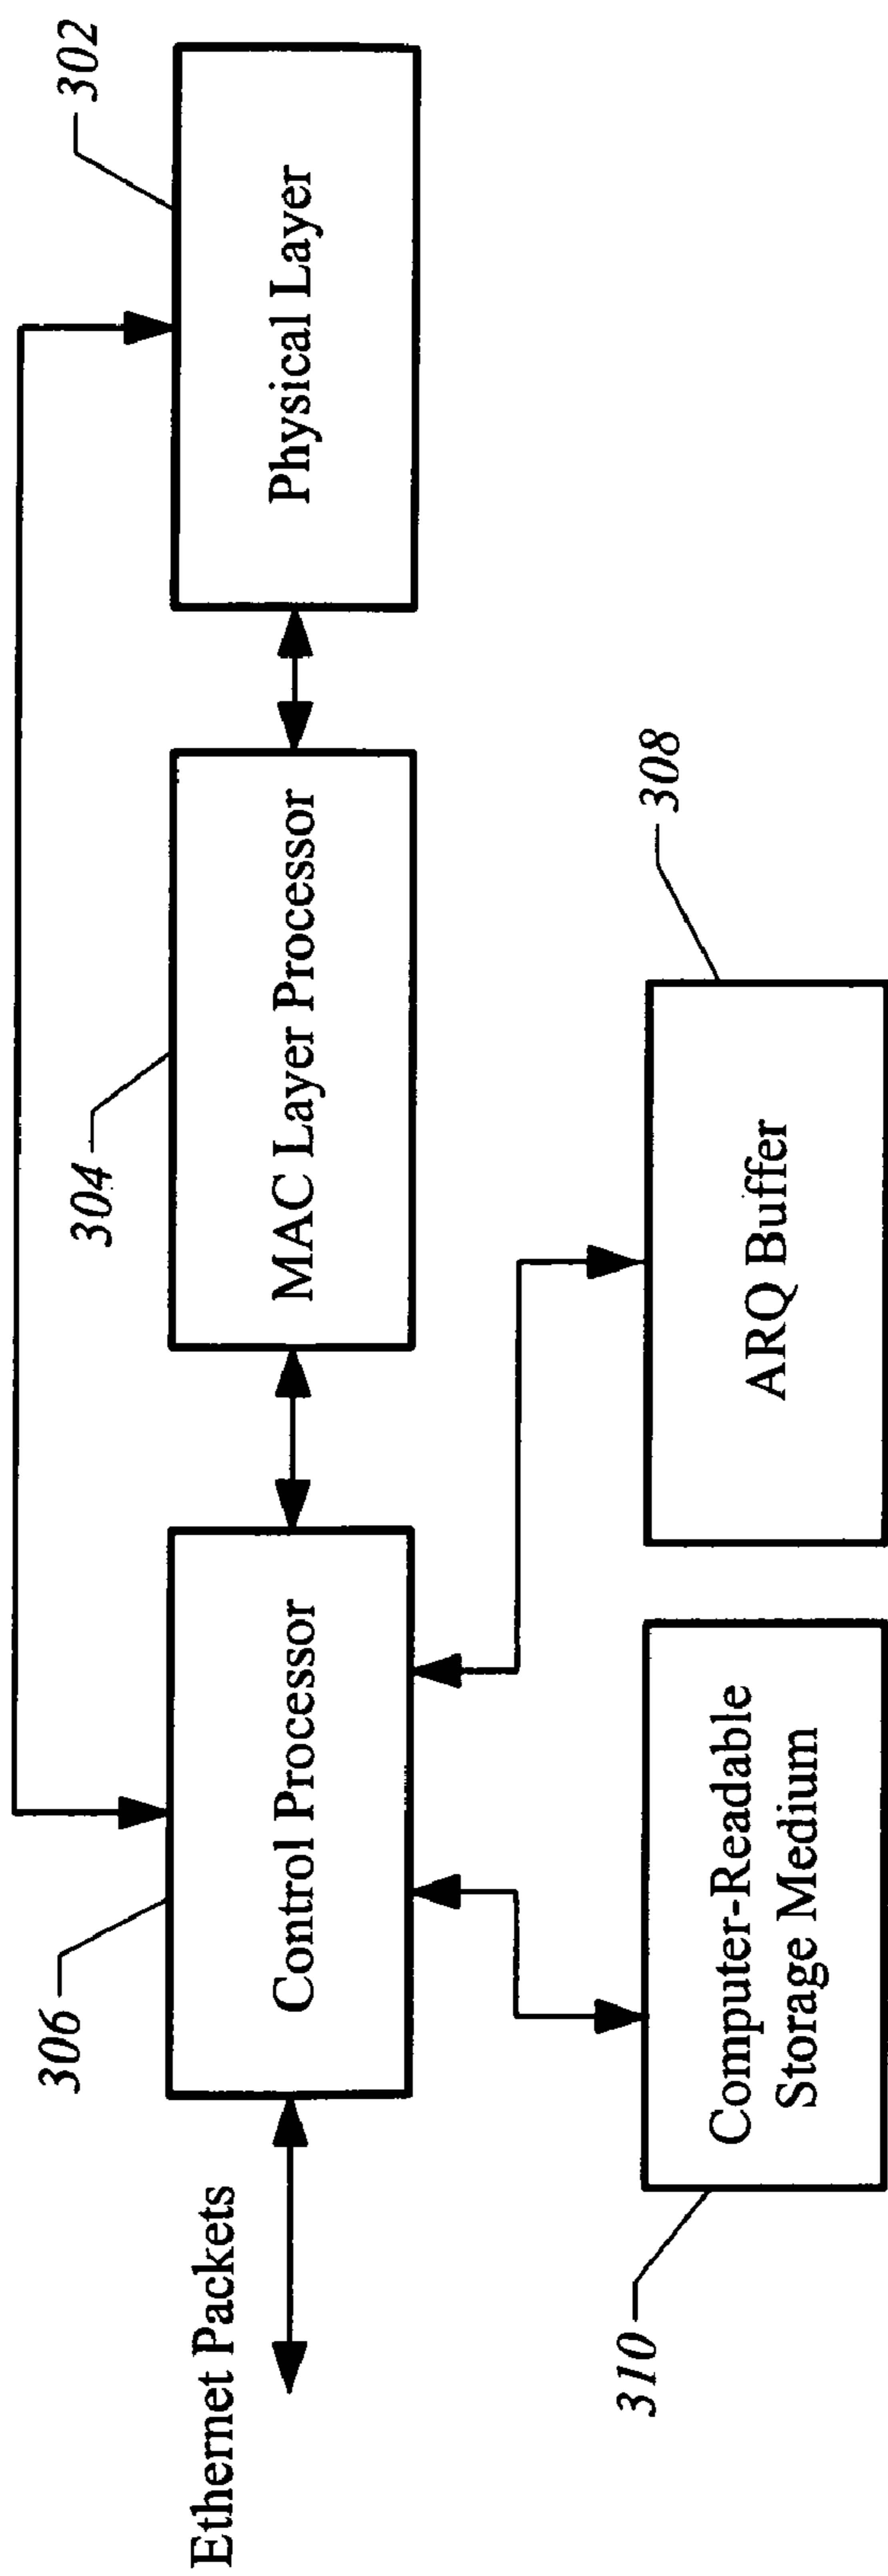 302
304
306
Ethernet Packets
Control Processor
MAC Layer Processor
Physical Layer
308
310
Computer-Readable
Storage Medium
ARQ Buffer